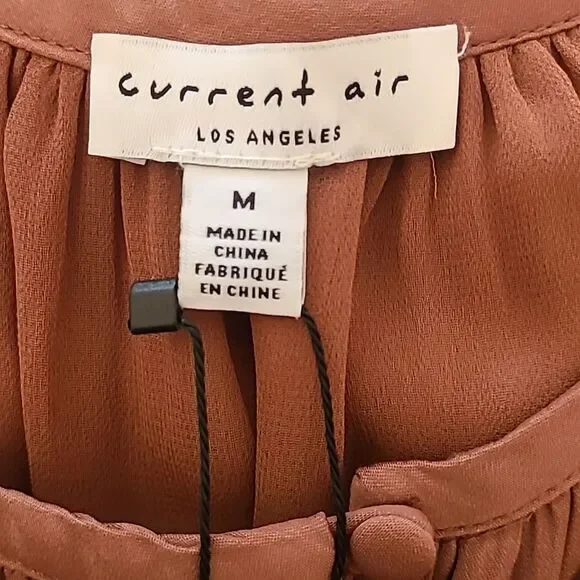 current air
LOS ANGELES
M
MADE IN
CHINA
FABRIQUÉ
EN CHINE